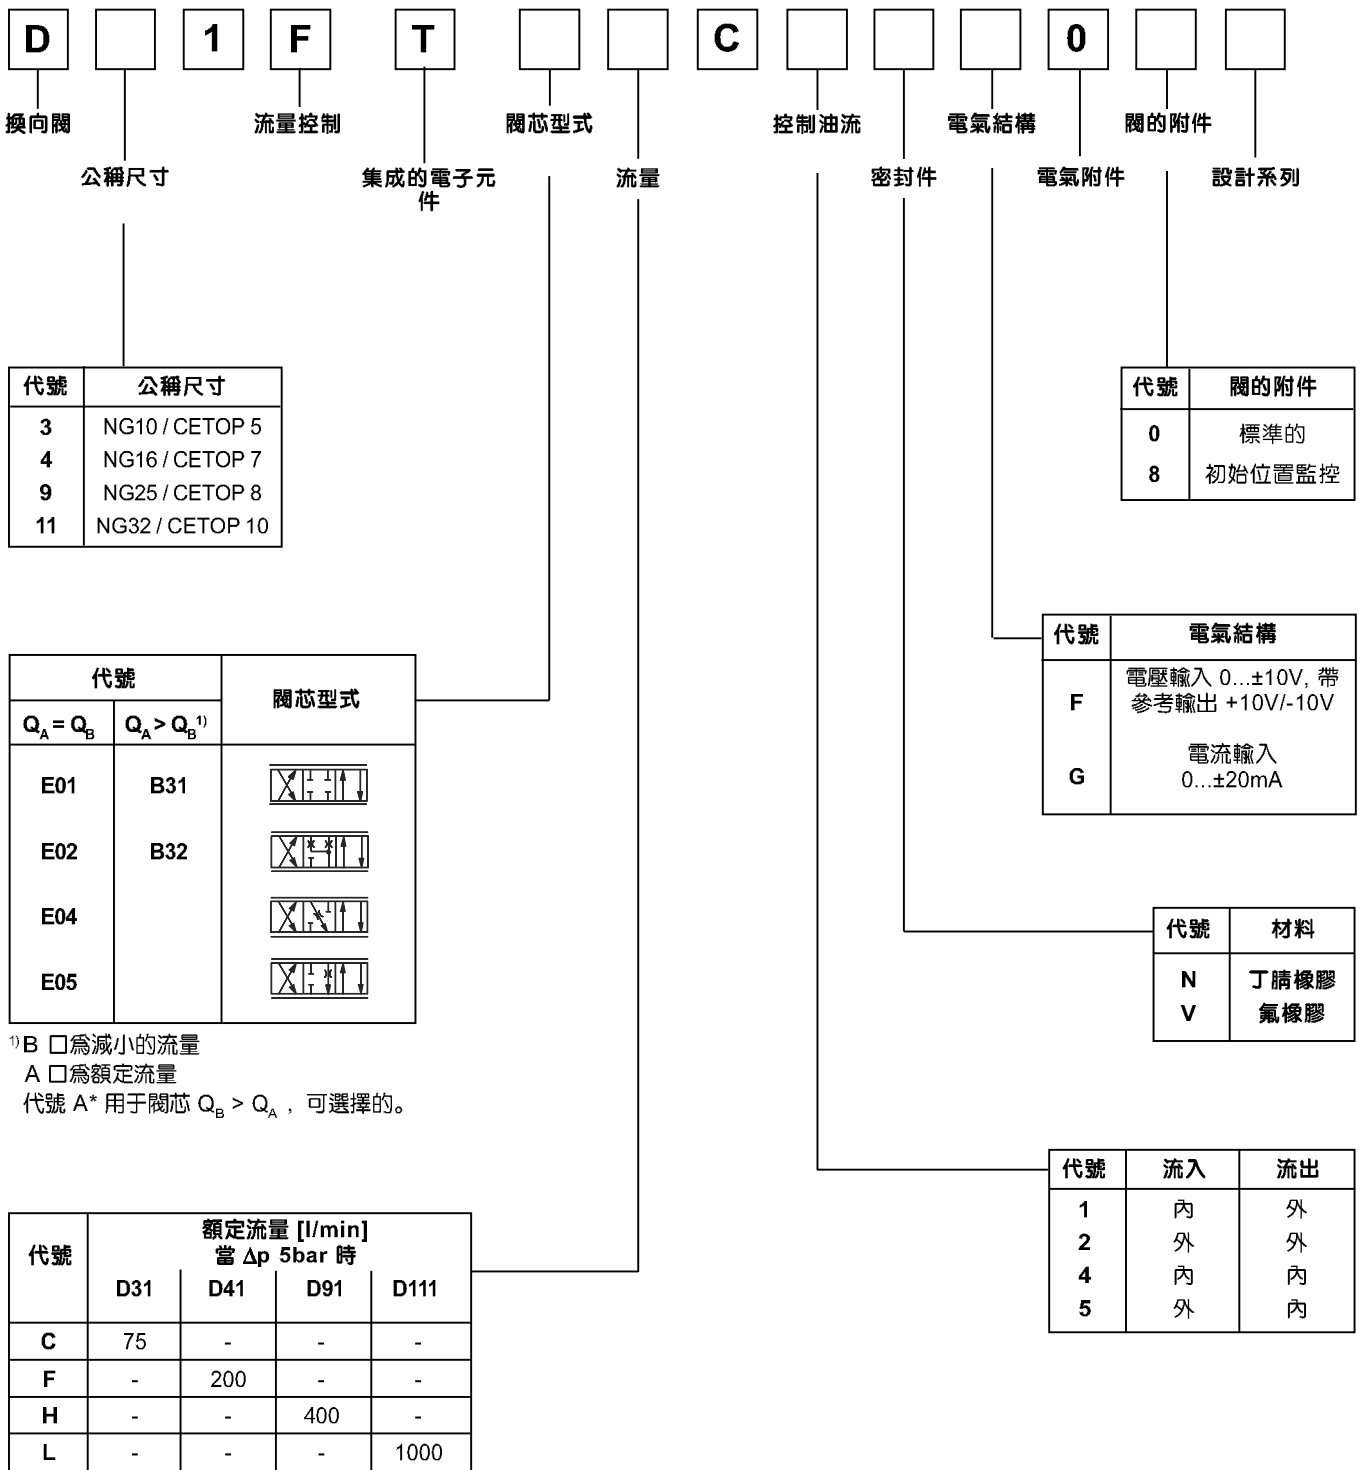 D 1 F T C 0
換向閥 流量控制 閥芯型式 控制油流 電氣結構 閥的附件
公稱尺寸 集成的電子元 流量 密封件 電氣附件 設計系列
件
代號 公稱尺寸
3 NG10 / CETOP 5
4 NG16 / CETOP 7
9 NG25 / CETOP 8
11 NG32 / CETOP 10
代號 閥的附件
0 標準的
8 初始位置監控
代號 電氣結構
F 電壓輸入 0...±10V, 帶
參考輸出 +10V/-10V
G 電流輸入
0...±20mA
代號 閥芯型式
QA = QB QA > QB 1)
E01 B31
E02 B32
E04
E05
1) B 口爲減小的流量
A 口爲額定流量
代號 A* 用于閥芯 QB > QA , 可選擇的。
代號 材料
N 丁腈橡膠
V 氟橡膠
代號 流入 流出
1 內 外
2 外 外
4 內 內
5 外 內
代號 額定流量 [l/min]
當 Δp 5bar 時
D31 D41 D91 D111
C 75 - - -
F - 200 - -
H - - 400 -
L - - - 1000